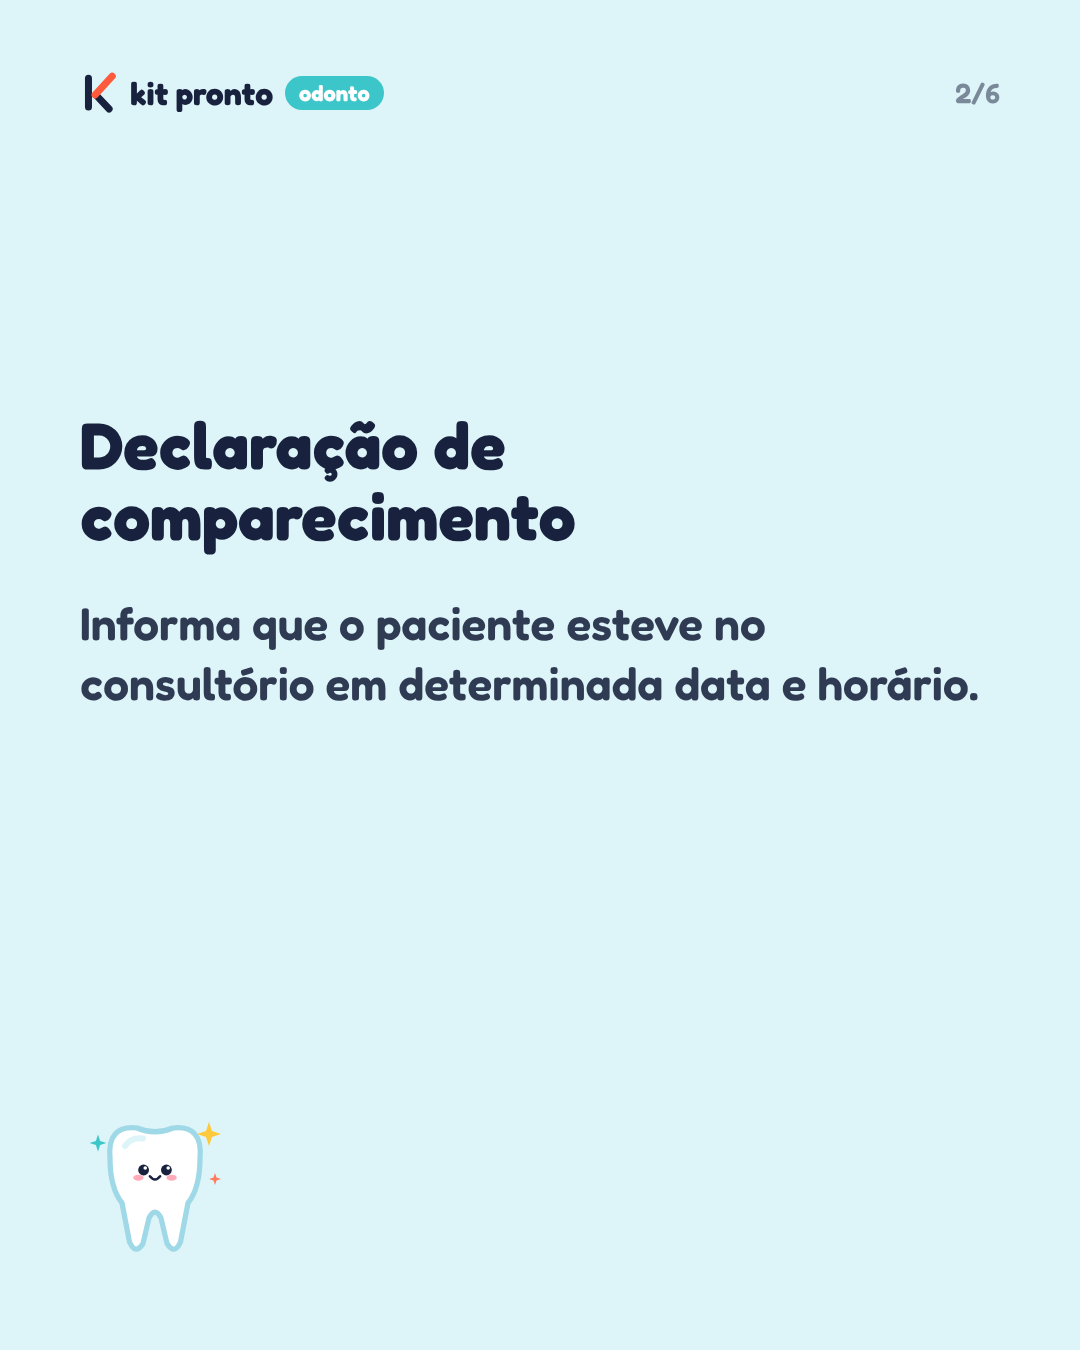 kit pronto odonto
2/6
Declaração de
comparecimento
Informa que o paciente esteve no
consultório em determinada data e horário.